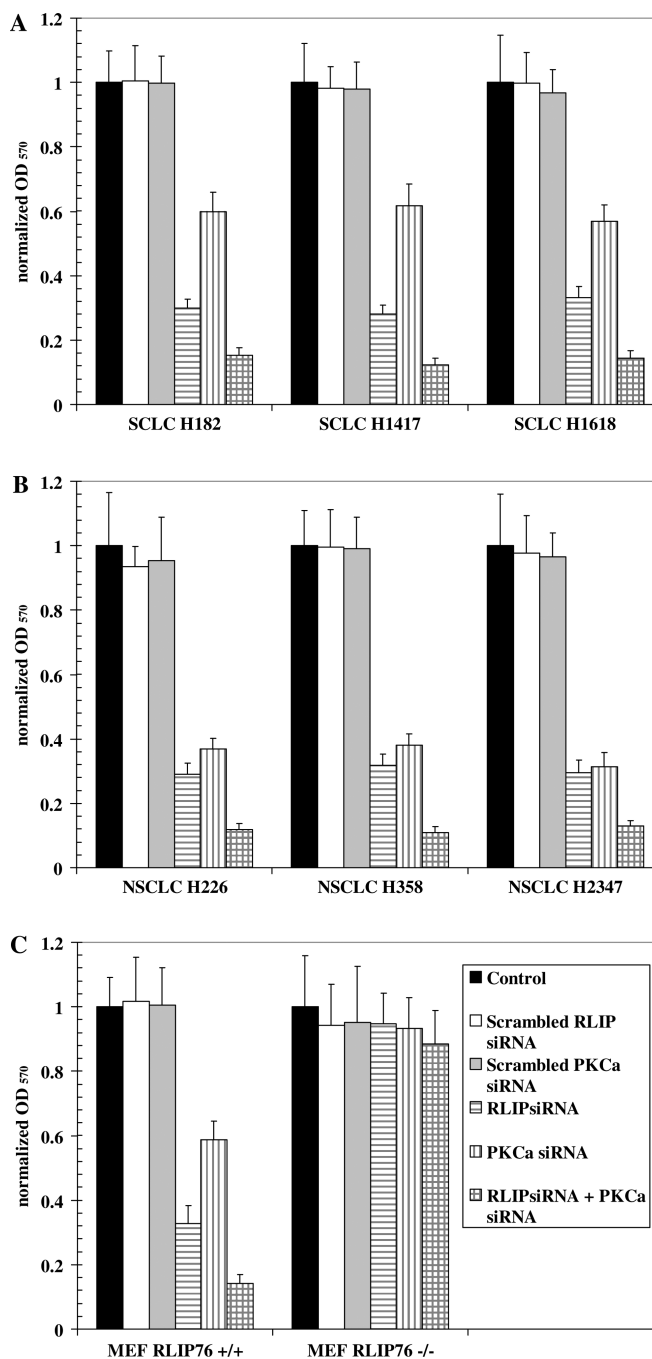 A
1.2
1
0.8
0.6
0.4
0.2
0
normalized OD 570
SCLC H182 SCLC H1417 SCLC H1618
B
1.2
1
0.8
0.6
0.4
0.2
0
normalized OD 570
NSCLC H226 NSCLC H358 NSCLC H2347
C
1.2
1
0.8
0.6
0.4
0.2
0
normalized OD 570
MEF RLIP76 +/+ MEF RLIP76 -/-
Control
Scrambled RLIP
siRNA
Scrambled PKCa
siRNA
RLIPsiRNA
PKCa siRNA
RLIPsiRNA + PKCa
siRNA